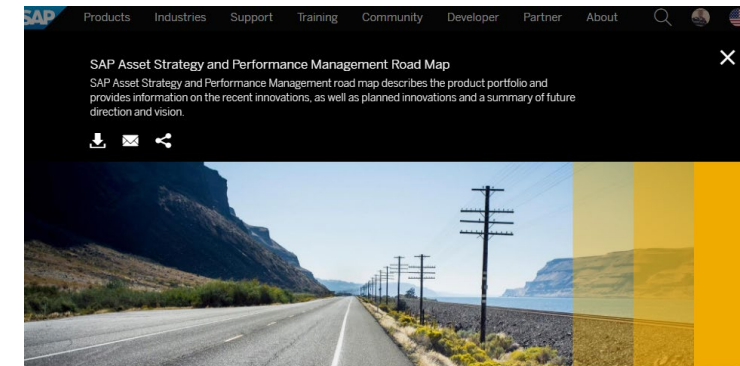 SAP Products Industries Support Training Community Developer Partner About
SAP Asset Strategy and Performance Management Road Map
SAP Asset Strategy and Performance Management road map describes the product portfolio and
provides information on the recent innovations, as well as planned innovations and a summary of future
direction and vision.